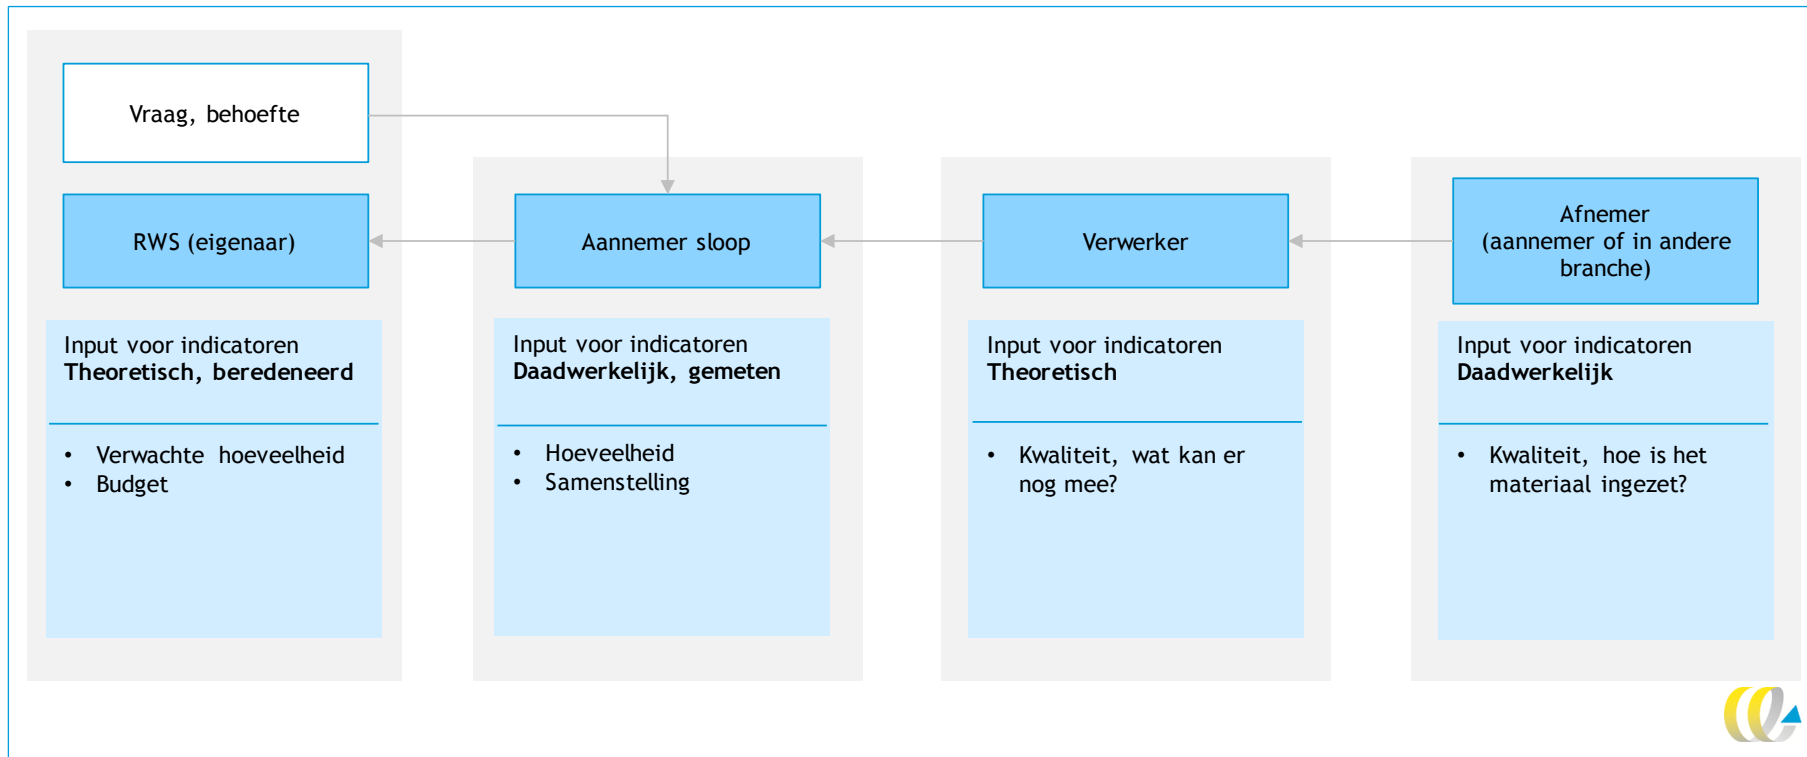 Vraag, behoefte
RWS (eigenaar)
Input voor indicatoren
Theoretisch, beredeneerd
• Verwachte hoeveelheid
• Budget
Aannemer sloop
Input voor indicatoren
Daadwerkelijk, gemeten
• Hoeveelheid
• Samenstelling
Verwerker
Input voor indicatoren
Theoretisch
• Kwaliteit, wat kan er
nog mee?
Afnemer
(aannemer of in andere
branche)
Input voor indicatoren
Daadwerkelijk
• Kwaliteit, hoe is het
materiaal ingezet?